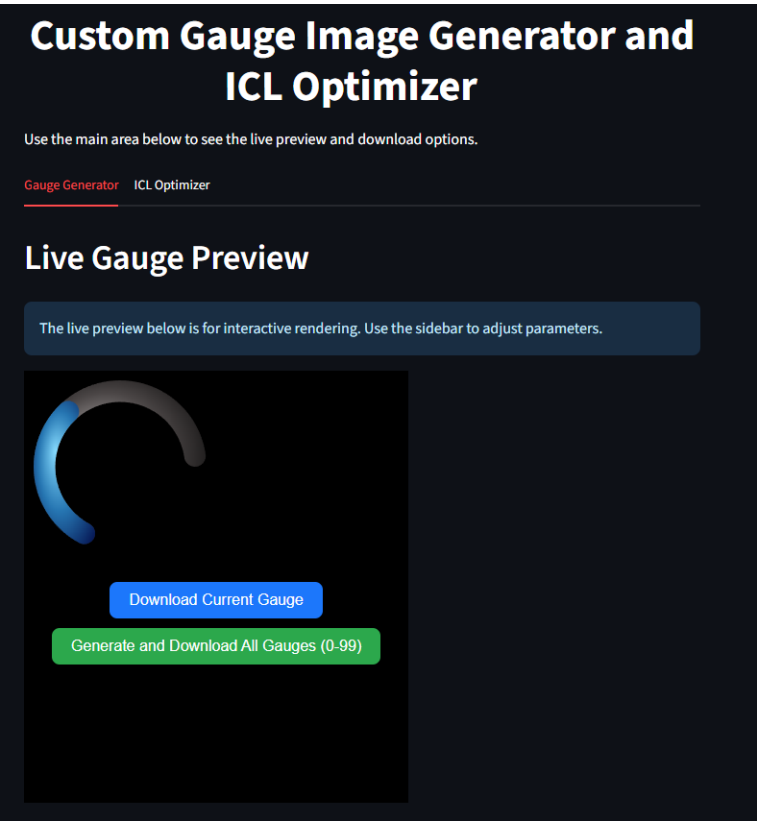 Custom Gauge Image Generator and
ICL Optimizer
Use the main area below to see the live preview and download options.
Gauge Generator
ICL Optimizer
Live Gauge Preview
The live preview below is for interactive rendering. Use the sidebar to adjust parameters.
Download Current Gauge
Generate and Download All Gauges (0-99)